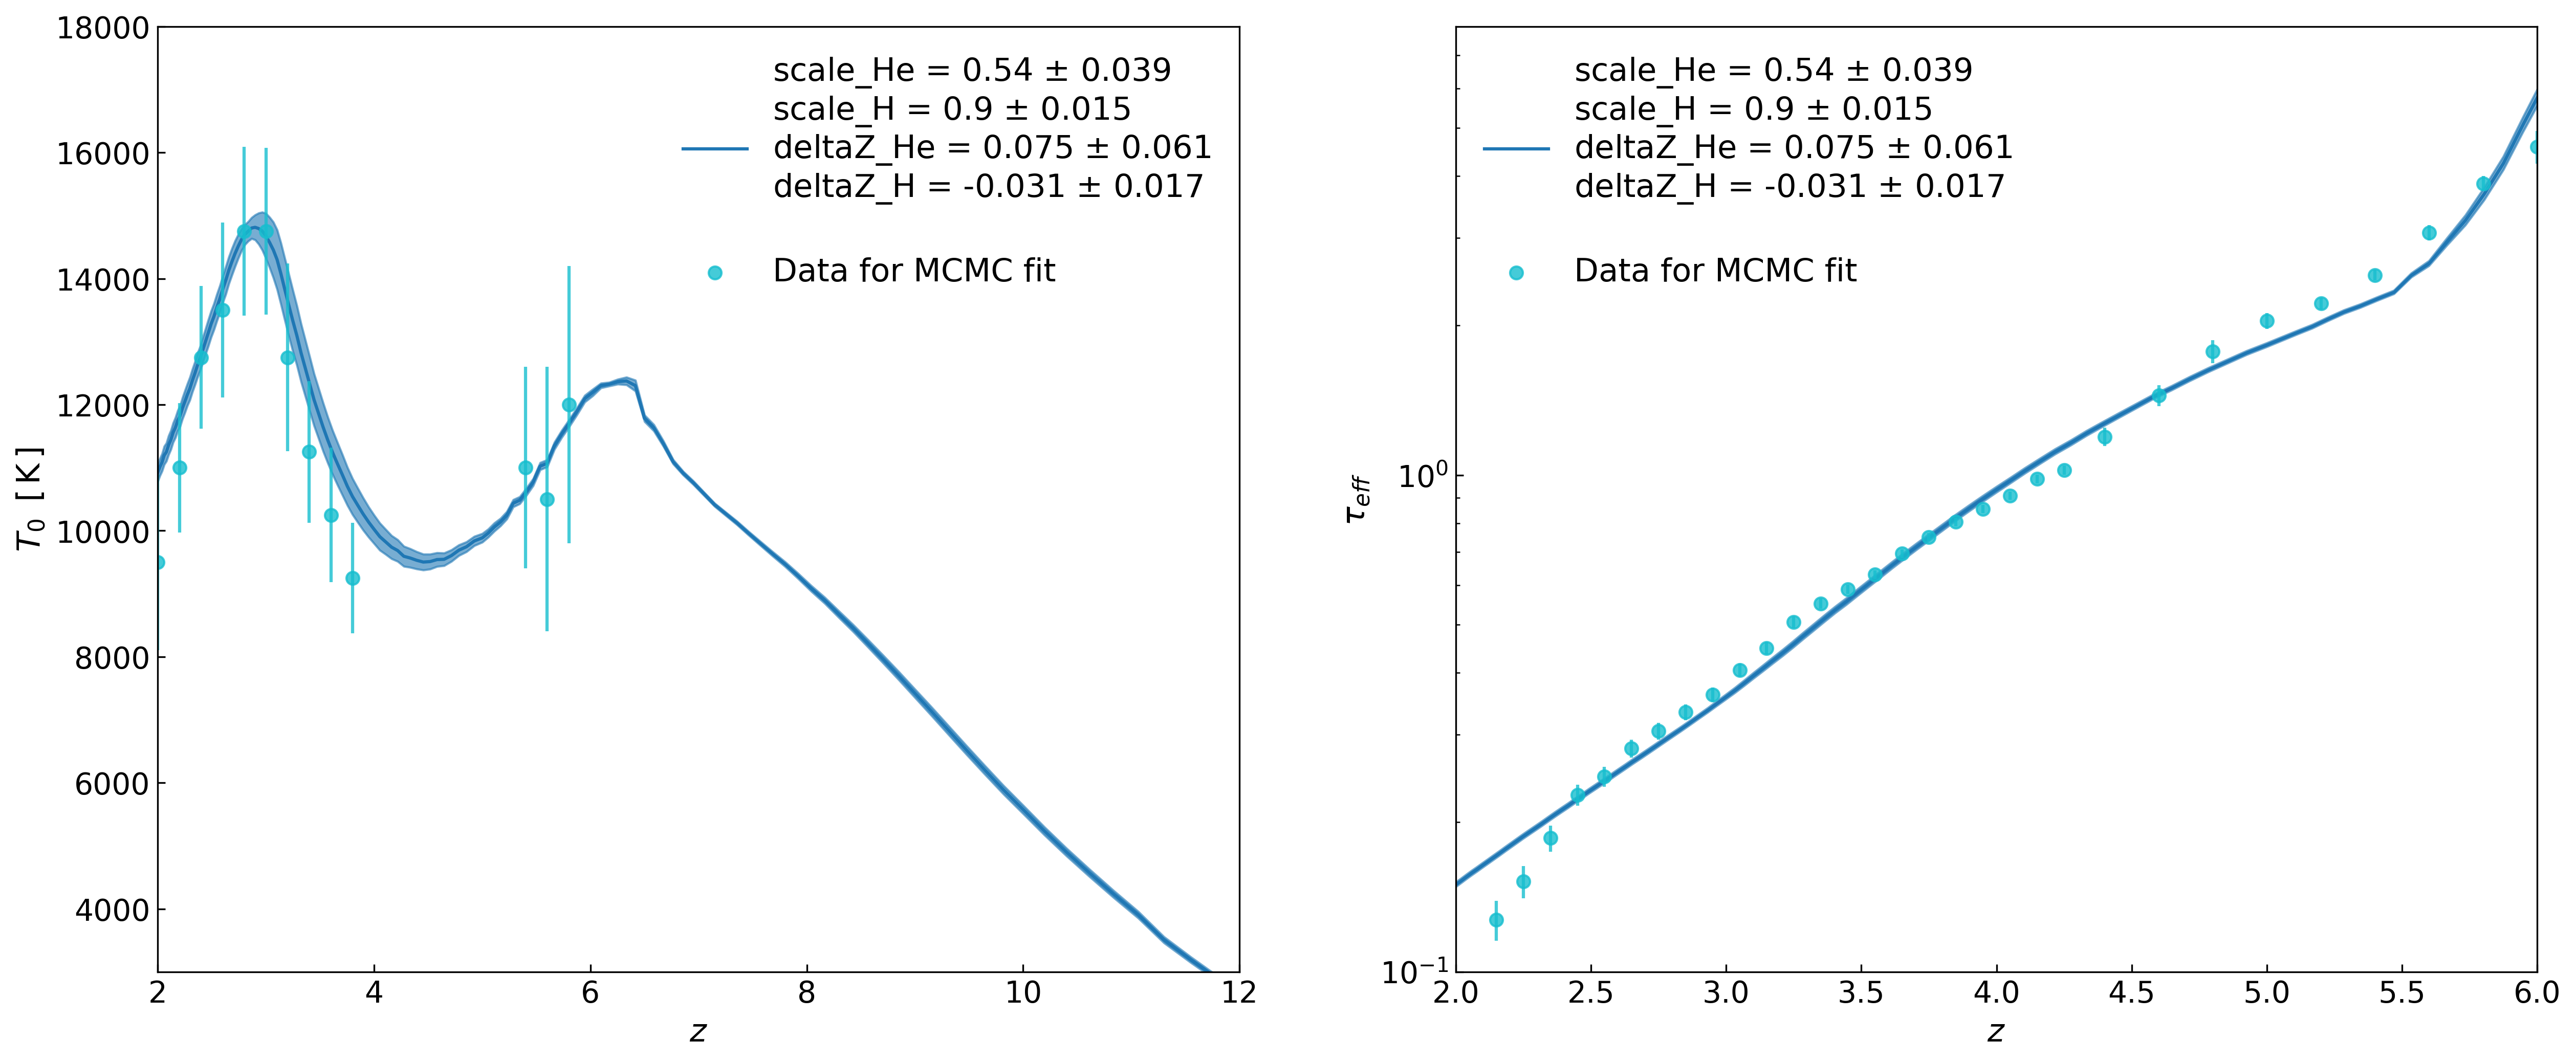 18000
16000
14000
12000
10000
8000
6000
4000
T₀ [ K ]
scale_He = 0.54 ± 0.039
scale_H = 0.9 ± 0.015
deltaZ_He = 0.075 ± 0.061
deltaZ_H = -0.031 ± 0.017
Data for MCMC fit
2 4 6 8 10 12
z
10⁰
10⁻¹
τ_eff
scale_He = 0.54 ± 0.039
scale_H = 0.9 ± 0.015
deltaZ_He = 0.075 ± 0.061
deltaZ_H = -0.031 ± 0.017
Data for MCMC fit
2.0 2.5 3.0 3.5 4.0 4.5 5.0 5.5 6.0
z